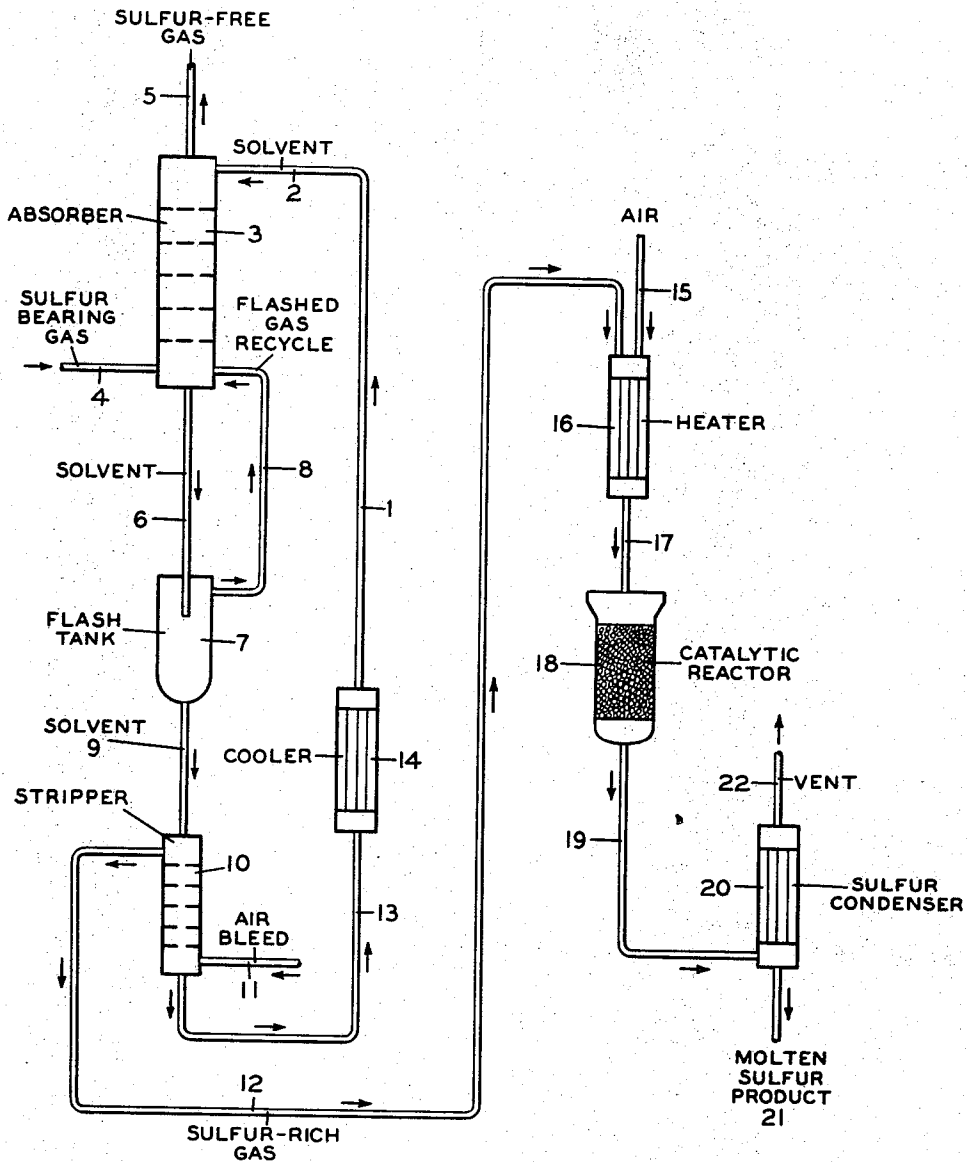 SULFUR-FREE
GAS
5
SOLVENT
2
ABSORBER
3
SULFUR
BEARING
GAS
4
FLASHED
GAS
RECYCLE
SOLVENT
6
8
1
FLASH
TANK
7
SOLVENT
9
COOLER
14
STRIPPER
10
AIR
BLEED
11
13
12
SULFUR-RICH
GAS
AIR
15
16
HEATER
17
18
CATALYTIC
REACTOR
19
22
VENT
20
SULFUR
CONDENSER
MOLTEN
SULFUR
PRODUCT
21